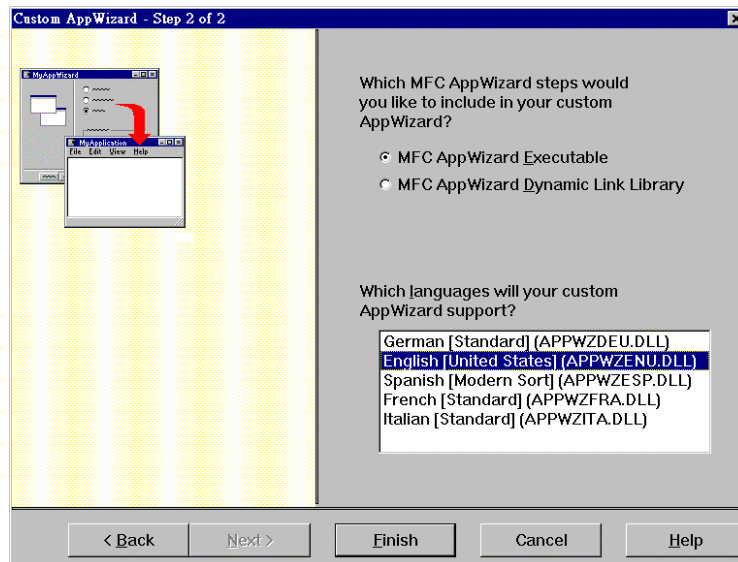 Custom AppWizard - Step 2 of 2
MyAppWizard
MyApplication
File Edit View Help
Which MFC AppWizard steps would
you like to include in your custom
AppWizard?
MFC AppWizard Executable
MFC AppWizard Dynamic Link Library
Which languages will your custom
AppWizard support?
German [Standard] (APPWZDEU.DLL)
English [United States] (APPWZENU.DLL)
Spanish [Modern Sort] (APPWZESP.DLL)
French [Standard] (APPWZFRA.DLL)
Italian [Standard] (APPWZITA.DLL)
< Back Next > Finish Cancel Help